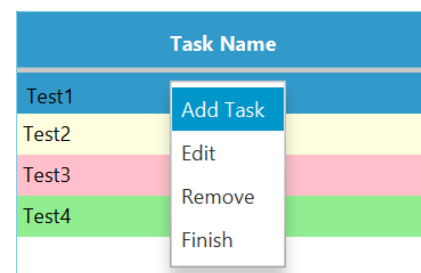 Task Name
Test1
Test2
Test3
Test4
Add Task
Edit
Remove
Finish